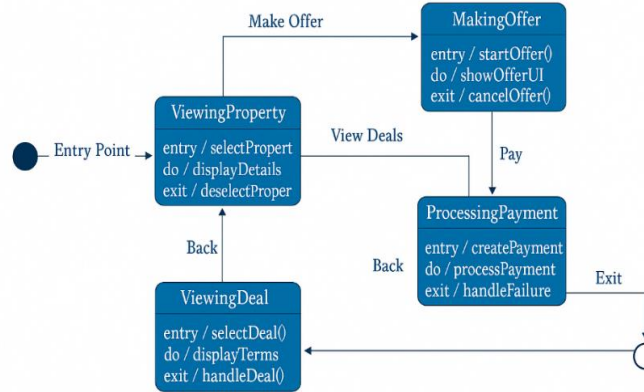 Make Offer
MakingOffer
entry / startOffer()
do / showOfferUI
exit / cancelOffer()
ViewingProperty
entry / selectPropert
do / displayDetails
exit / deselectProper
Entry Point
View Deals
Pay
ProcessingPayment
entry / createPayment
do / processPayment
exit / handleFailure
Back
Back
Exit
ViewingDeal
entry / selectDeal()
do / displayTerms
exit / handleDeal()